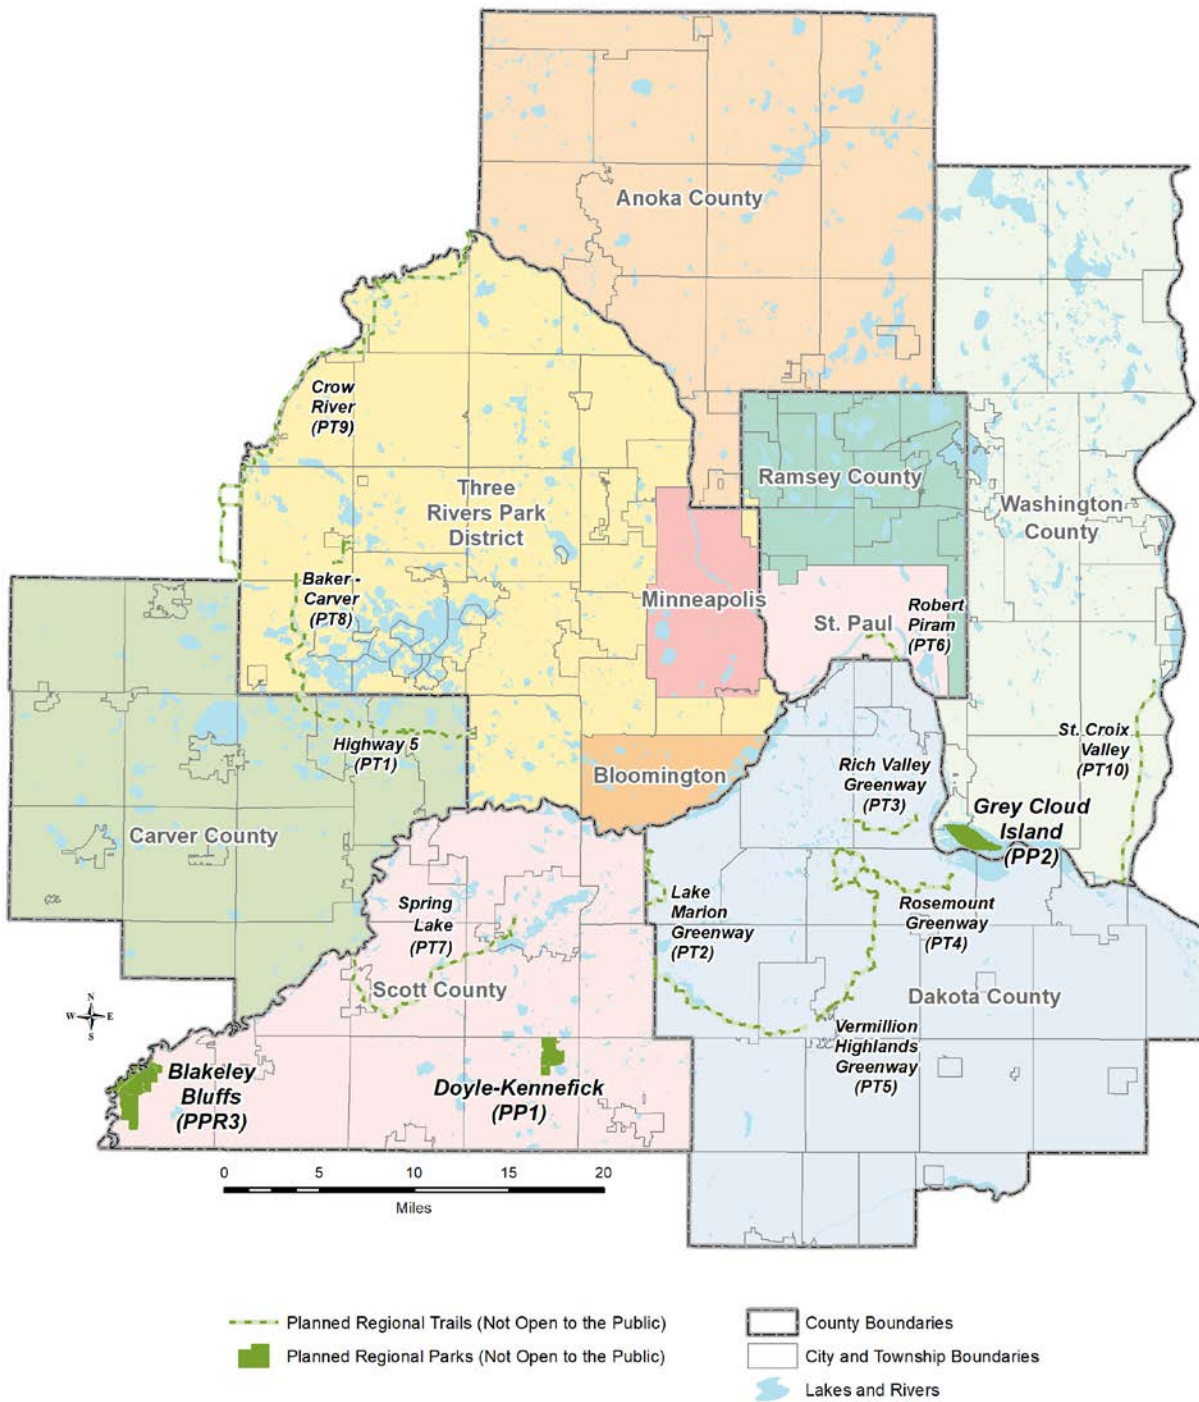 Anoka County
Crow
River
(PT9)
Three
Rivers Park
District
Ramsey County
Washington
County
Baker -
Carver
(PT8)
Minneapolis
St. Paul
Robert
Piram
(PT6)
Highway 5
(PT1)
Bloomington
Rich Valley
Greenway
(PT3)
St. Croix
Valley
(PT10)
Carver County
Grey Cloud
Island
(PP2)
Spring
Lake
(PT7)
Lake
Marion
Greenway
(PT2)
Rosemount
Greenway
(PT4)
Scott County
Dakota County
N
W E
S
Vermillion
Highlands
Greenway
(PT5)
Blakeley
Bluffs
(PPR3)
Doyle-Kennefick
(PP1)
0 5 10 15 20
Miles
Planned Regional Trails (Not Open to the Public)
Planned Regional Parks (Not Open to the Public)
County Boundaries
City and Township Boundaries
Lakes and Rivers